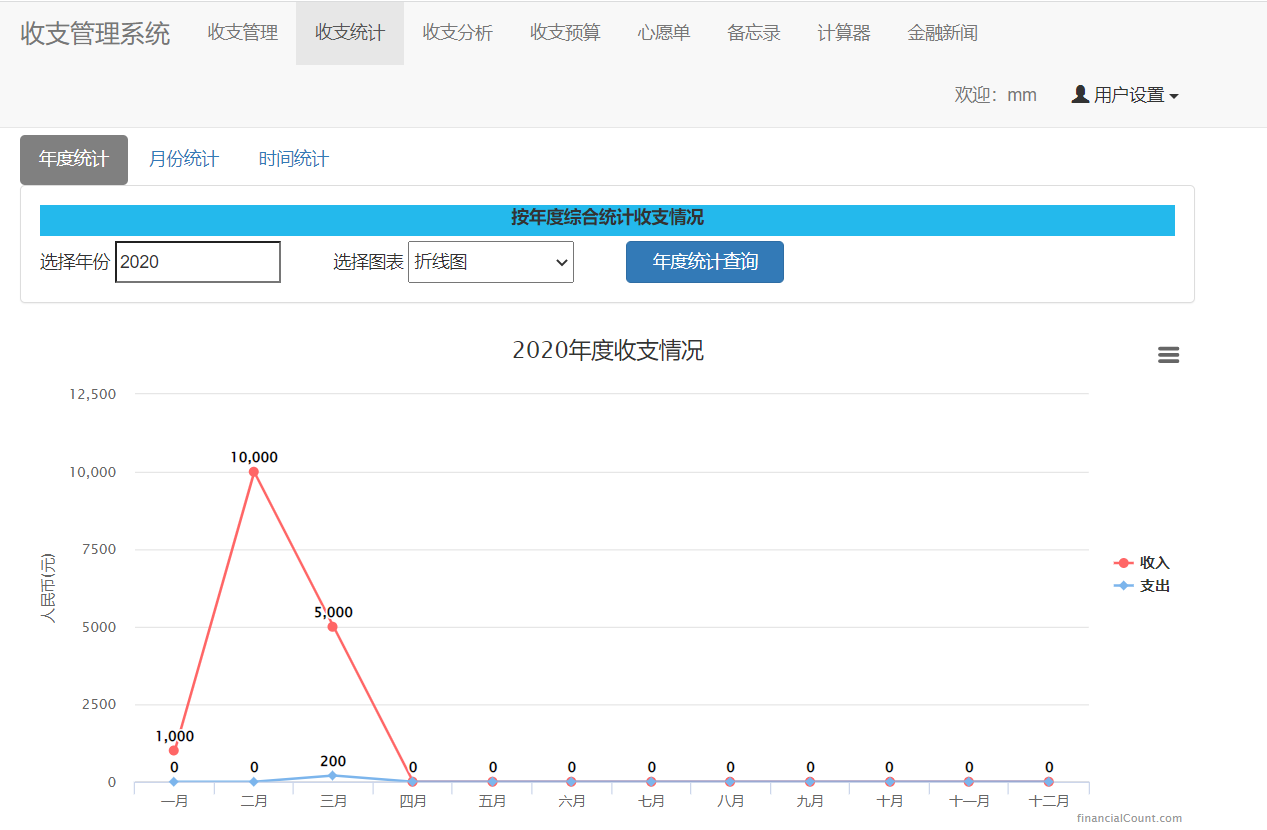 收支管理系统 收支管理 收支统计 收支分析 收支预算 心愿单 备忘录 计算器 金融新闻
欢迎：mm 用户设置
年度统计 月份统计 时间统计
按年度综合统计收支情况
选择年份 2020 选择图表 折线图 年度统计查询
2020年度收支情况
12,500
10,000
7500
5000
2500
0
人民币(元)
1,000
10,000
5,000
0 0 200 0 0 0 0 0 0 0 0 0
一月 二月 三月 四月 五月 六月 七月 八月 九月 十月 十一月 十二月
收入
支出
financialCount.com